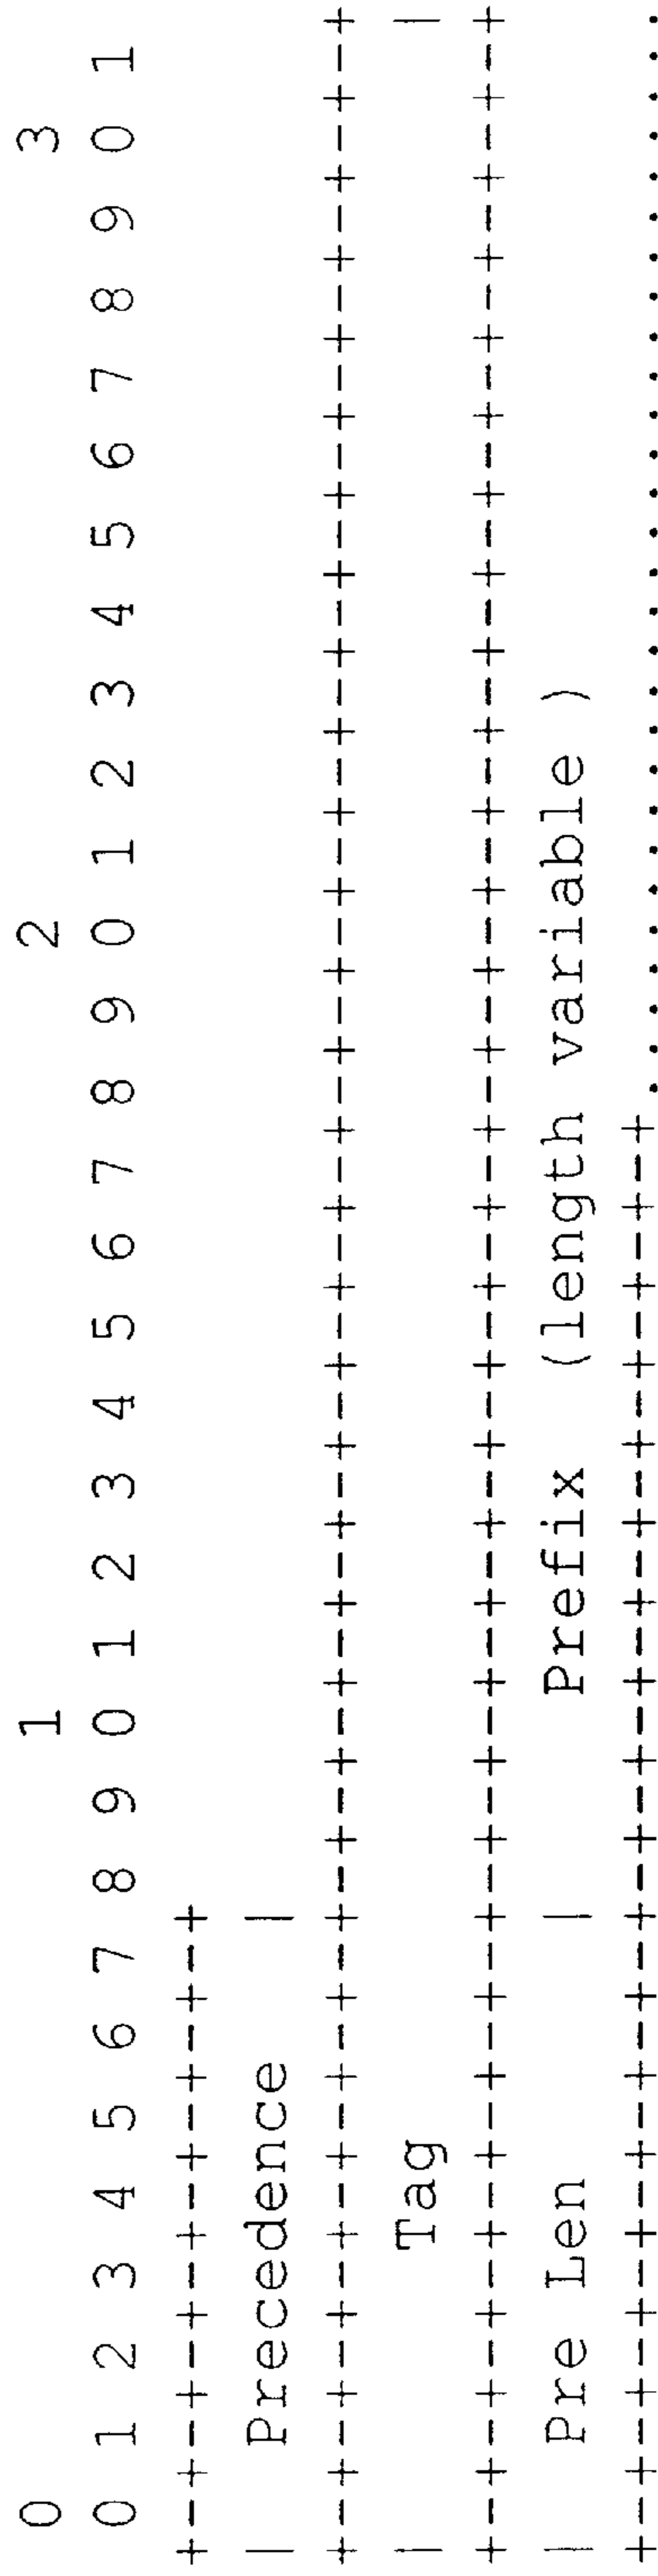 0                   1                   2                   3
 0 1 2 3 4 5 6 7 8 9 0 1 2 3 4 5 6 7 8 9 0 1 2 3 4 5 6 7 8 9 0 1
+-+-+-+-+-+-+-+-+
|  Precedence   |
+-+-+-+-+-+-+-+-+-+-+-+-+-+-+-+-+-+-+-+-+-+-+-+-+-+-+-+-+-+-+-+-+
|       Tag                                                     |
+-+-+-+-+-+-+-+-+-+-+-+-+-+-+-+-+-+-+-+-+-+-+-+-+-+-+-+-+-+-+-+-+
|  Pre Len      |     Prefix  (length variable )
+-+-+-+-+-+-+-+-+-+-+-+-+-+-+-+-+-+-+............................